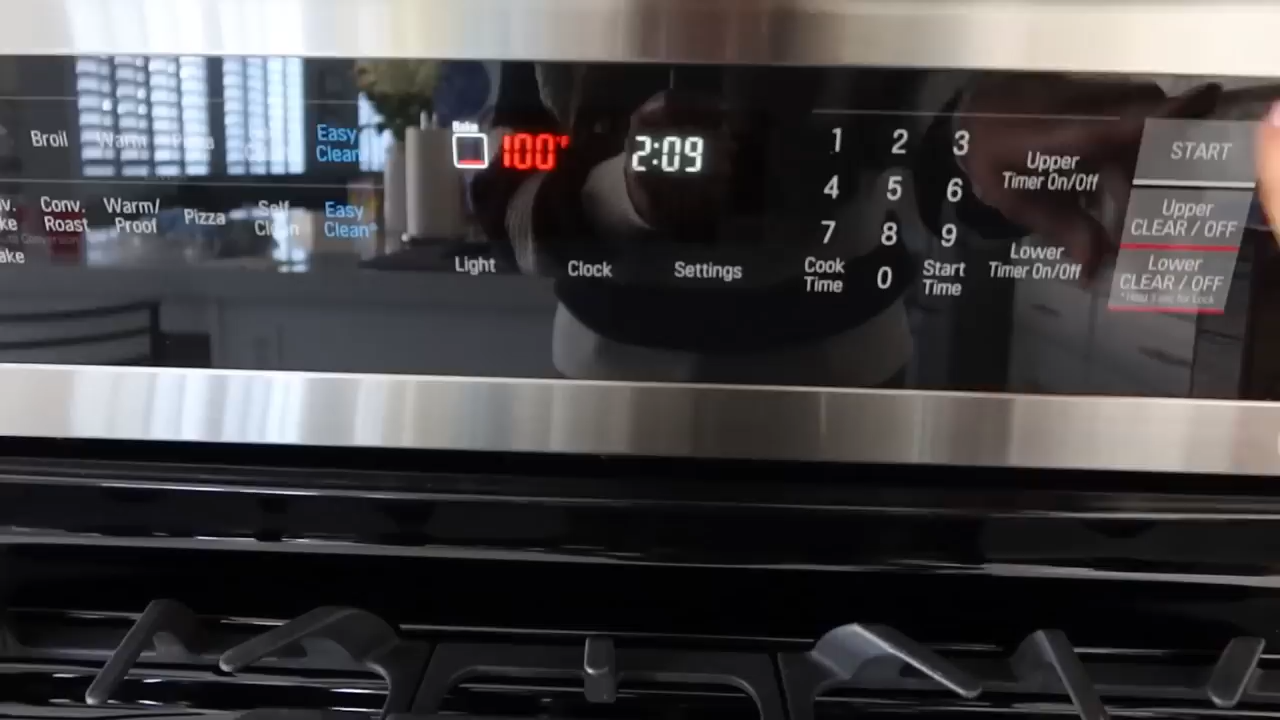 Broil Warm Pizza Easy
Clean
Bake
100°F
2:09
1 2 3
4 5 6
7 8 9
Cook
Time
0
Start
Time
Upper
Timer On/Off
Lower
Timer On/Off
START
Upper
CLEAR / OFF
Lower
CLEAR / OFF
Conv.
Roast
Warm/
Proof
Pizza
Self
Clean
Easy
Clean®
Light
Clock
Settings